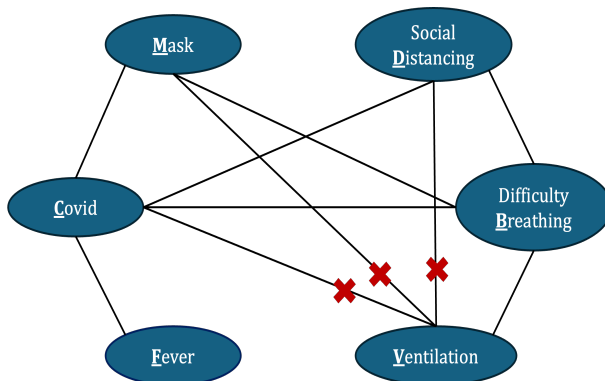 Mask
Social
Distancing
Covid
Difficulty
Breathing
Fever
Ventilation